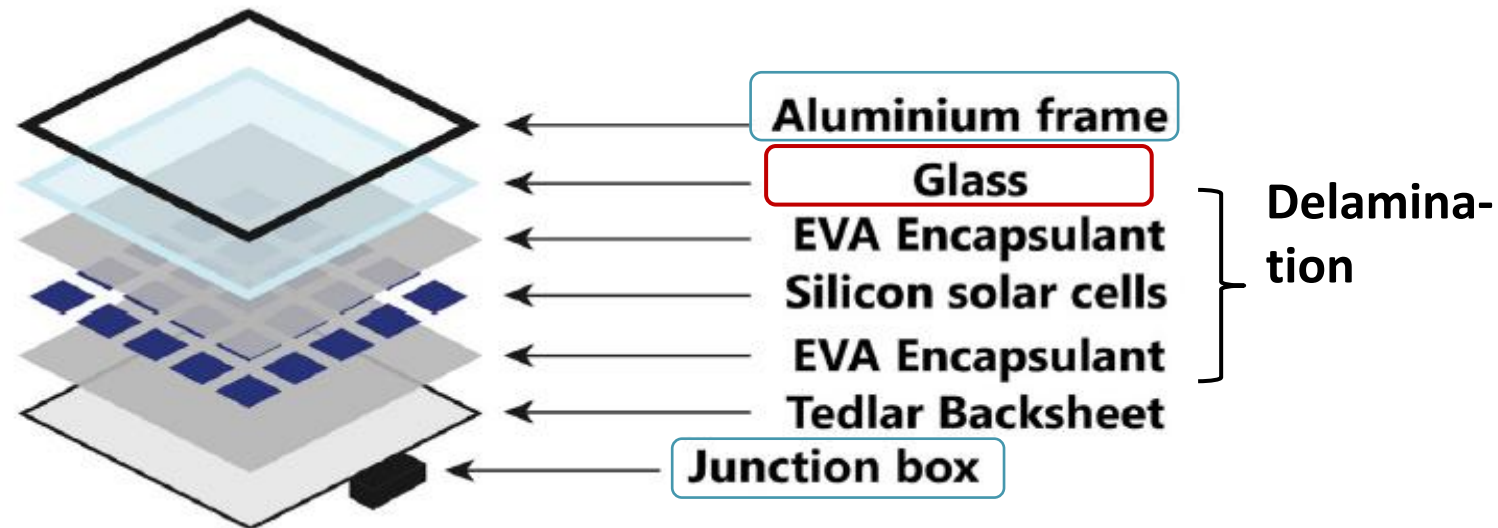 Aluminium frame
Glass
EVA Encapsulant
Silicon solar cells
EVA Encapsulant
Tedlar Backsheet
Junction box
Delamina-
tion